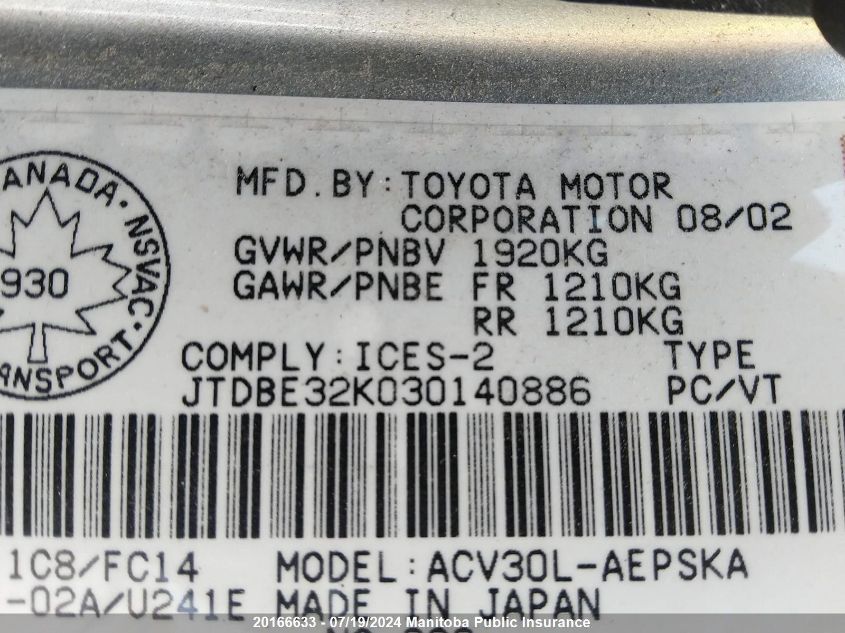 CANADA · NSVAC · TRANSPORT
930
MFD.BY:TOYOTA MOTOR
CORPORATION 08/02
GVWR/PNBV 1920KG
GAWR/PNBE FR 1210KG
RR 1210KG
COMPLY:ICES-2 TYPE
JTDBE32K030140886 PC/VT
1C8/FC14 MODEL:ACV30L-AEPSKA
-02A/U241E MADE IN JAPAN
20166633 / 07/19/2024 Manitoba Public Insurance